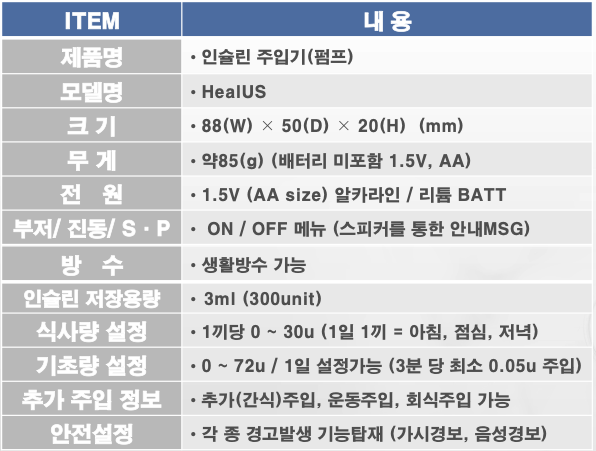 ITEM 내 용
제품명 • 인슐린 주입기(펌프)
모델명 • HealUS
크 기 • 88(W) × 50(D) × 20(H) (mm)
무 게 • 약85(g) (배터리 미포함 1.5V, AA)
전 원 • 1.5V (AA size) 알카라인 / 리튬 BATT
부저/ 진동/ S · P • ON / OFF 메뉴 (스피커를 통한 안내MSG)
방 수 • 생활방수 가능
인슐린 저장용량 • 3ml (300unit)
식사량 설정 • 1끼당 0 ~ 30u (1일 1끼 = 아침, 점심, 저녁)
기초량 설정 • 0 ~ 72u / 1일 설정가능 (3분 당 최소 0.05u 주입)
추가 주입 정보 • 추가(간식)주입, 운동주입, 회식주입 가능
안전설정 • 각 종 경고발생 기능탑재 (가시경보, 음성경보)